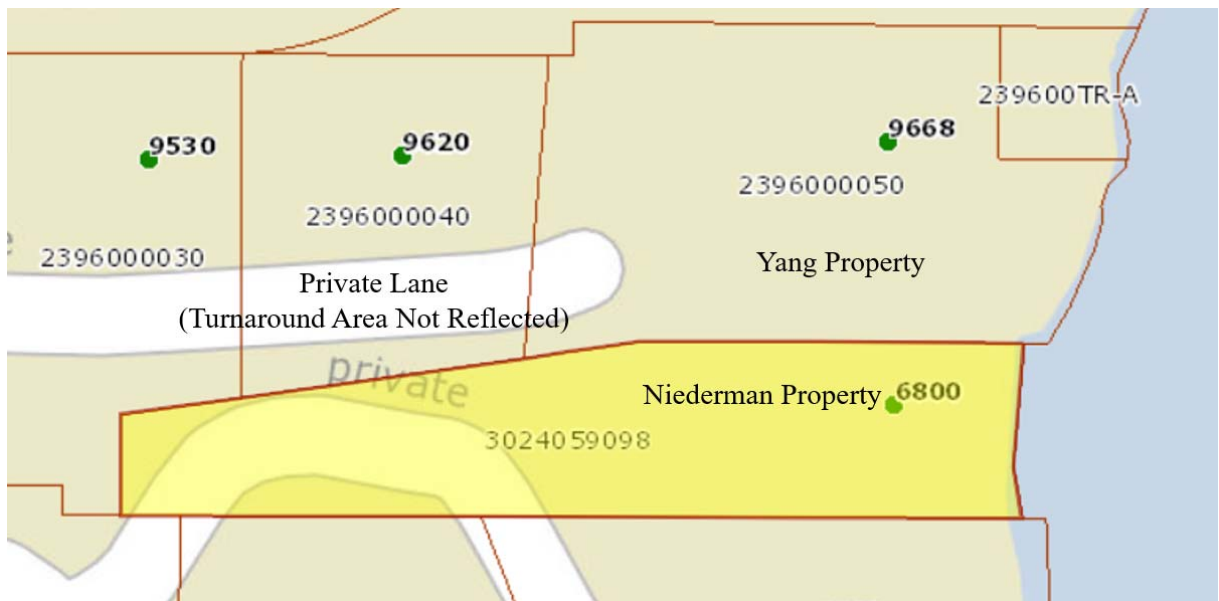 239600TR-A
9530
9620
9668
2396000050
2396000040
2396000030
Yang Property
Private Lane
(Turnaround Area Not Reflected)
private
Niederman Property
6800
3024059098